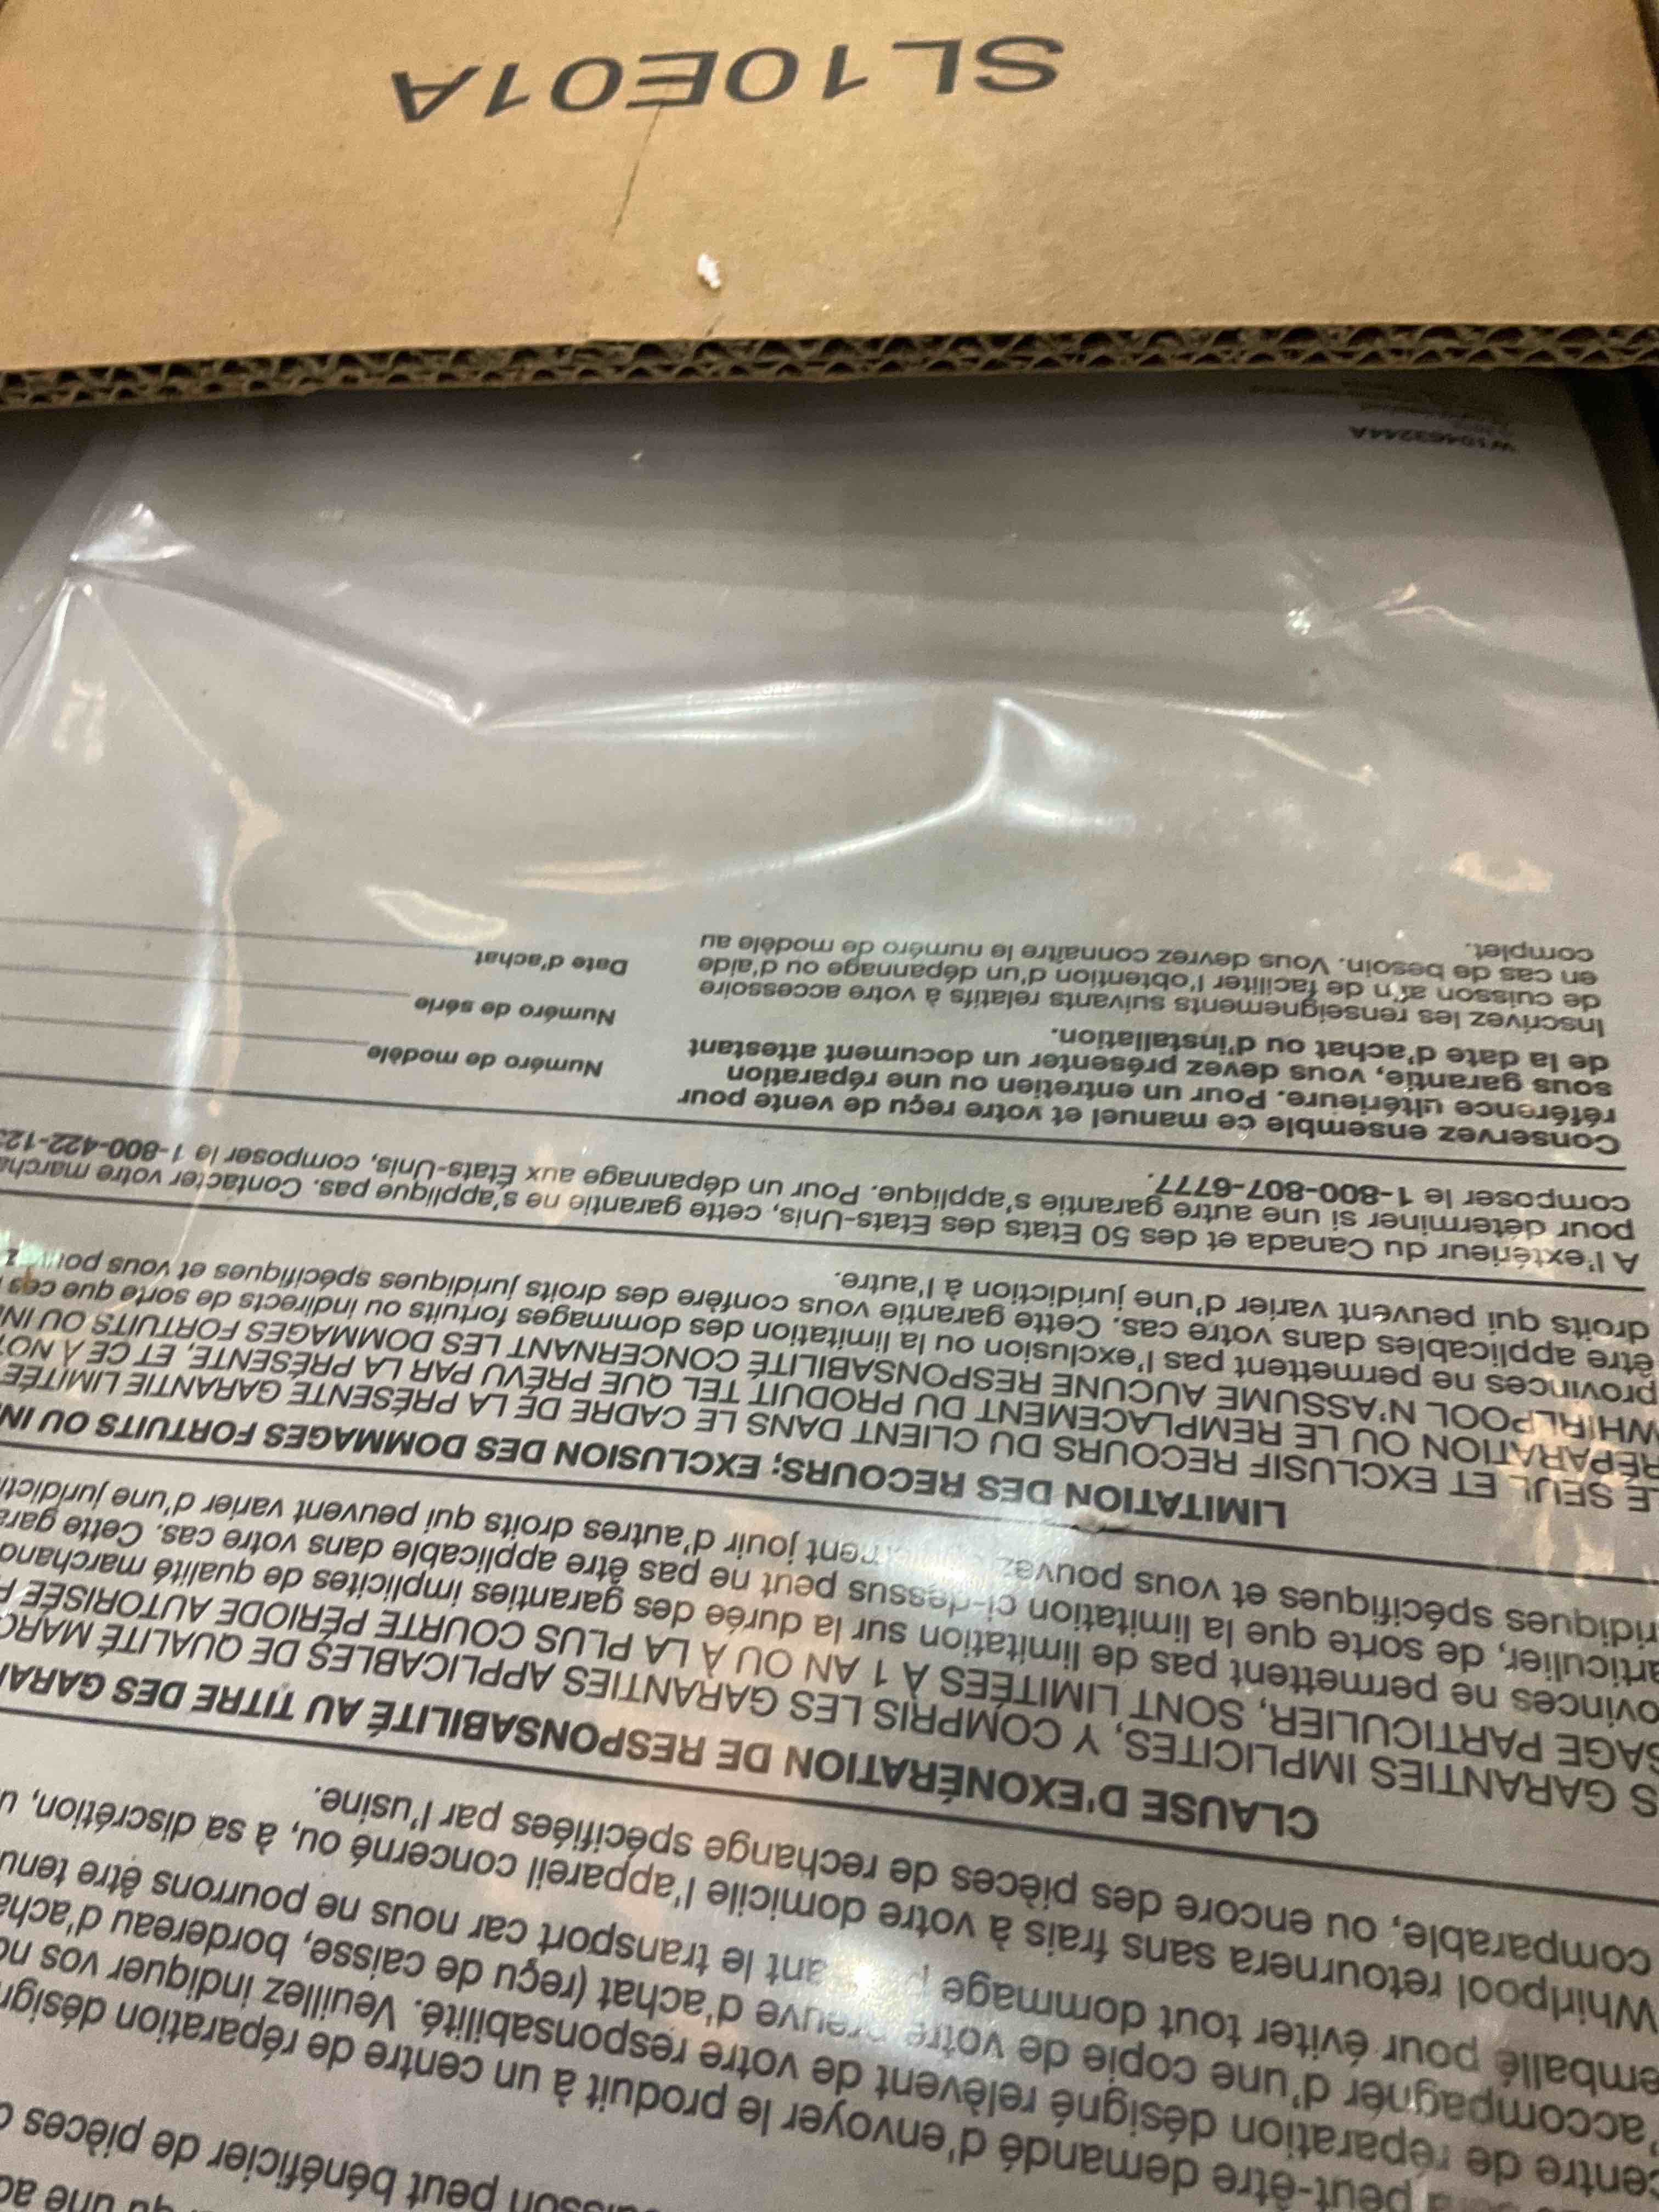 peut bénéficier de pièces
peut-être demandé d'envoyer le produit à un centre de réparation
centre de réparation désigné relèvent de votre responsabilité. Veuillez indiquer vos
accompagner d'une copie de votre preuve d'achat (reçu de caisse, bordereau
emballé pour éviter tout dommage le transport car nous ne pourrons être
Whirlpool retournera sans frais à votre domicile l'appareil concerné ou, à sa discrétion,
comparable, ou encore des pièces de rechange spécifiées par l'usine.
CLAUSE D'EXONÉRATION DE RESPONSABILITÉ AU TITRE DES
GARANTIES IMPLICITES, Y COMPRIS LES GARANTIES APPLICABLES DE QUALITÉ
PARTICULIER, SONT LIMITÉES À 1 AN OU À LA PLUS COURTE PÉRIODE AUTORISÉE
ne permettent pas de limitation sur la durée des garanties implicites de qualité
de sorte que la limitation ci-dessus peut ne pas être applicable dans votre cas. Cette
spécifiques et vous pouvez jouir d'autres droits qui peuvent varier d'une
LIMITATION DES RECOURS; EXCLUSION DES DOMMAGES FORTUITS OU
LE SEUL ET EXCLUSIF RECOURS DU CLIENT DANS LE CADRE DE LA PRÉSENTE GARANTIE LIMITÉE
RÉPARATION OU LE REMPLACEMENT DU PRODUIT TEL QUE PRÉVU PAR LA PRÉSENTE, ET CE À
WHIRLPOOL N'ASSUME AUCUNE RESPONSABILITÉ CONCERNANT LES DOMMAGES FORTUITS OU
provinces ne permettent pas l'exclusion ou la limitation des dommages fortuits ou indirects de sorte que ces
être applicables dans votre cas. Cette garantie vous confère des droits juridiques spécifiques et vous
droits qui peuvent varier d'une juridiction à l'autre.
A l'extérieur du Canada et des 50 États des États-Unis, cette garantie ne s'applique pas. Contacter votre
pour déterminer si une autre garantie s'applique. Pour un dépannage aux États-Unis, composer le 1-800-422-
composer le 1-800-807-6777.
Conservez ensemble ce manuel et votre reçu de vente pour
référence ultérieure. Pour un entretien ou une réparation
sous garantie, vous devez présenter un document attestant
de la date d'achat ou d'installation.
Inscrivez les renseignements suivants relatifs à votre accessoire
de cuisson afin de faciliter l'obtention d'un dépannage ou d'aide
en cas de besoin. Vous devrez connaître le numéro de modèle au
complet.
Numéro de modèle
Numéro de série
Date d'achat
W10463244A
SL10E01A